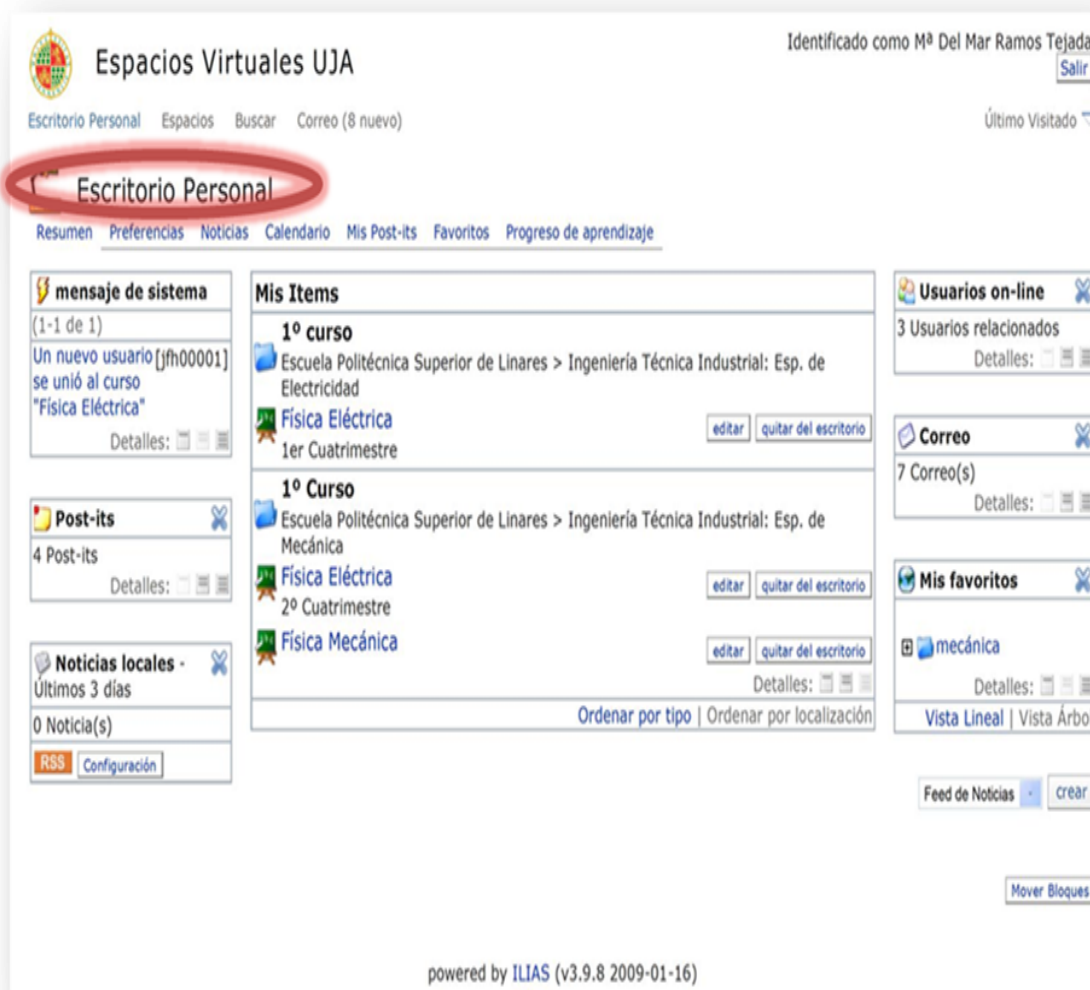 Espacios Virtuales UJA
Identificado como Mª Del Mar Ramos Tejada
Salir
Escritorio Personal Espacios Buscar Correo (8 nuevo)
Último Visitado
Escritorio Personal
Resumen Preferencias Noticias Calendario Mis Post-its Favoritos Progreso de aprendizaje
mensaje de sistema
(1-1 de 1)
Un nuevo usuario [jfh00001]
se unió al curso
"Física Eléctrica"
Detalles:
Post-its
4 Post-its
Detalles:
Noticias locales -
Últimos 3 días
0 Noticia(s)
RSS Configuración
Mis Items
1º curso
Escuela Politécnica Superior de Linares > Ingeniería Técnica Industrial: Esp. de
Electricidad
Física Eléctrica editar quitar del escritorio
1er Cuatrimestre
1º Curso
Escuela Politécnica Superior de Linares > Ingeniería Técnica Industrial: Esp. de
Mecánica
Física Eléctrica editar quitar del escritorio
2º Cuatrimestre
Física Mecánica editar quitar del escritorio
Detalles:
Ordenar por tipo | Ordenar por localización
Usuarios on-line
3 Usuarios relacionados
Detalles:
Correo
7 Correo(s)
Detalles:
Mis favoritos
mecánica
Detalles:
Vista Lineal | Vista Árbo
Feed de Noticias crear
Mover Bloques
powered by ILIAS (v3.9.8 2009-01-16)